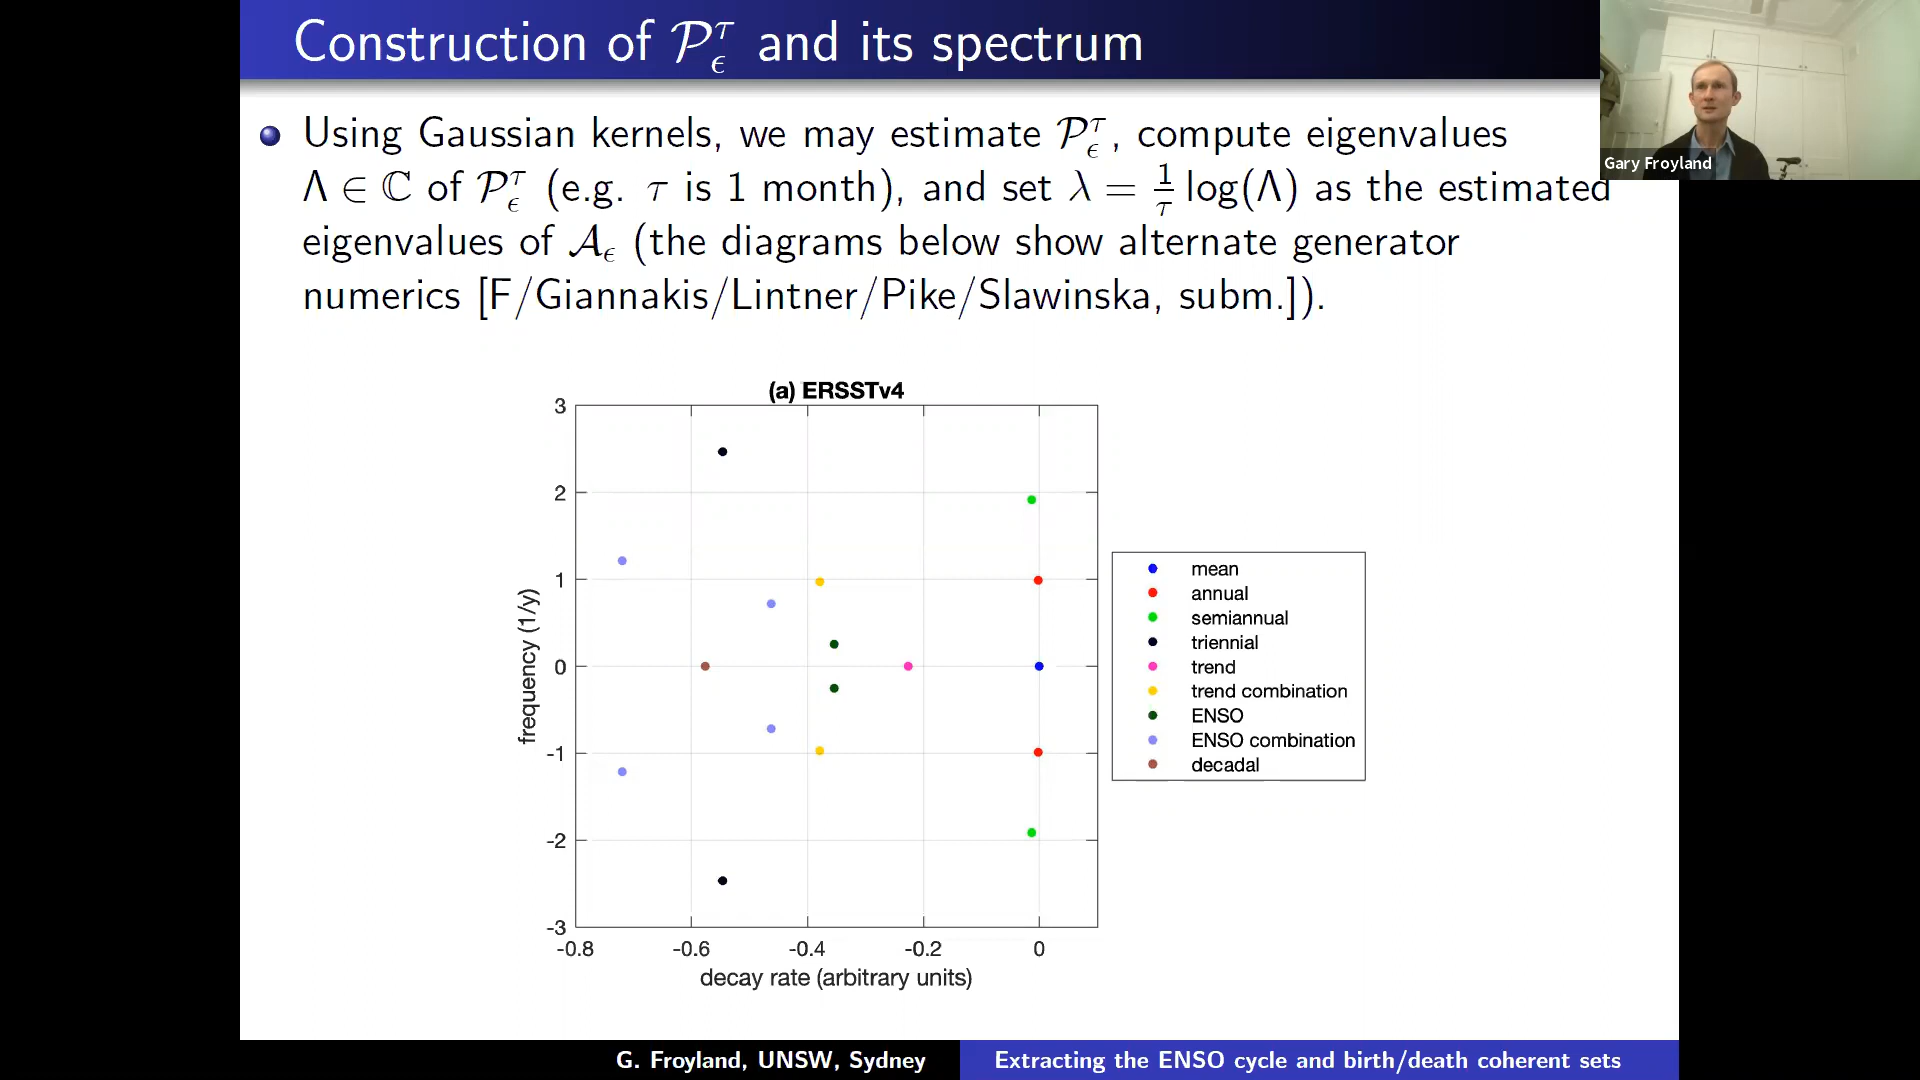 Construction of 𝒫_ϵ^τ and its spectrum
Gary Froyland
Using Gaussian kernels, we may estimate 𝒫_ϵ^τ, compute eigenvalues
Λ ∈ ℂ of 𝒫_ϵ^τ (e.g. τ is 1 month), and set λ = 1/τ log(Λ) as the estimated
eigenvalues of 𝒜_ϵ (the diagrams below show alternate generator
numerics [F/Giannakis/Lintner/Pike/Slawinska, subm.]).
(a) ERSSTv4
3
2
1
0
-1
-2
-3
frequency (1/y)
-0.8 -0.6 -0.4 -0.2 0
decay rate (arbitrary units)
mean
annual
semiannual
triennial
trend
trend combination
ENSO
ENSO combination
decadal
G. Froyland, UNSW, Sydney
Extracting the ENSO cycle and birth/death coherent sets